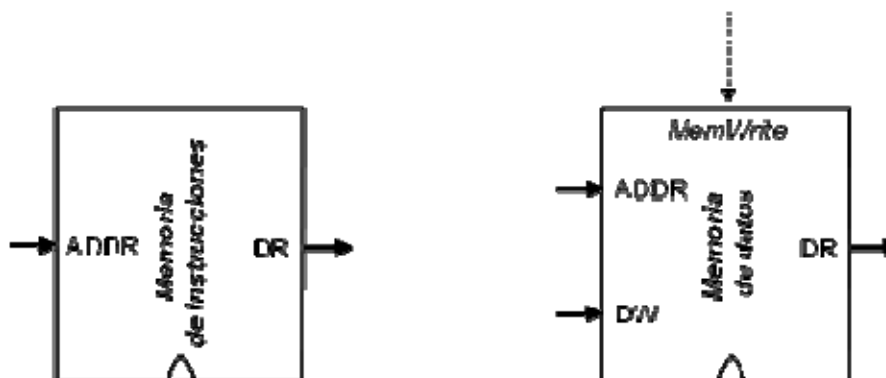 ADDR
Memoria
de instrucciones
DR
MemWrite
ADDR
Memoria
de datos
DR
DW